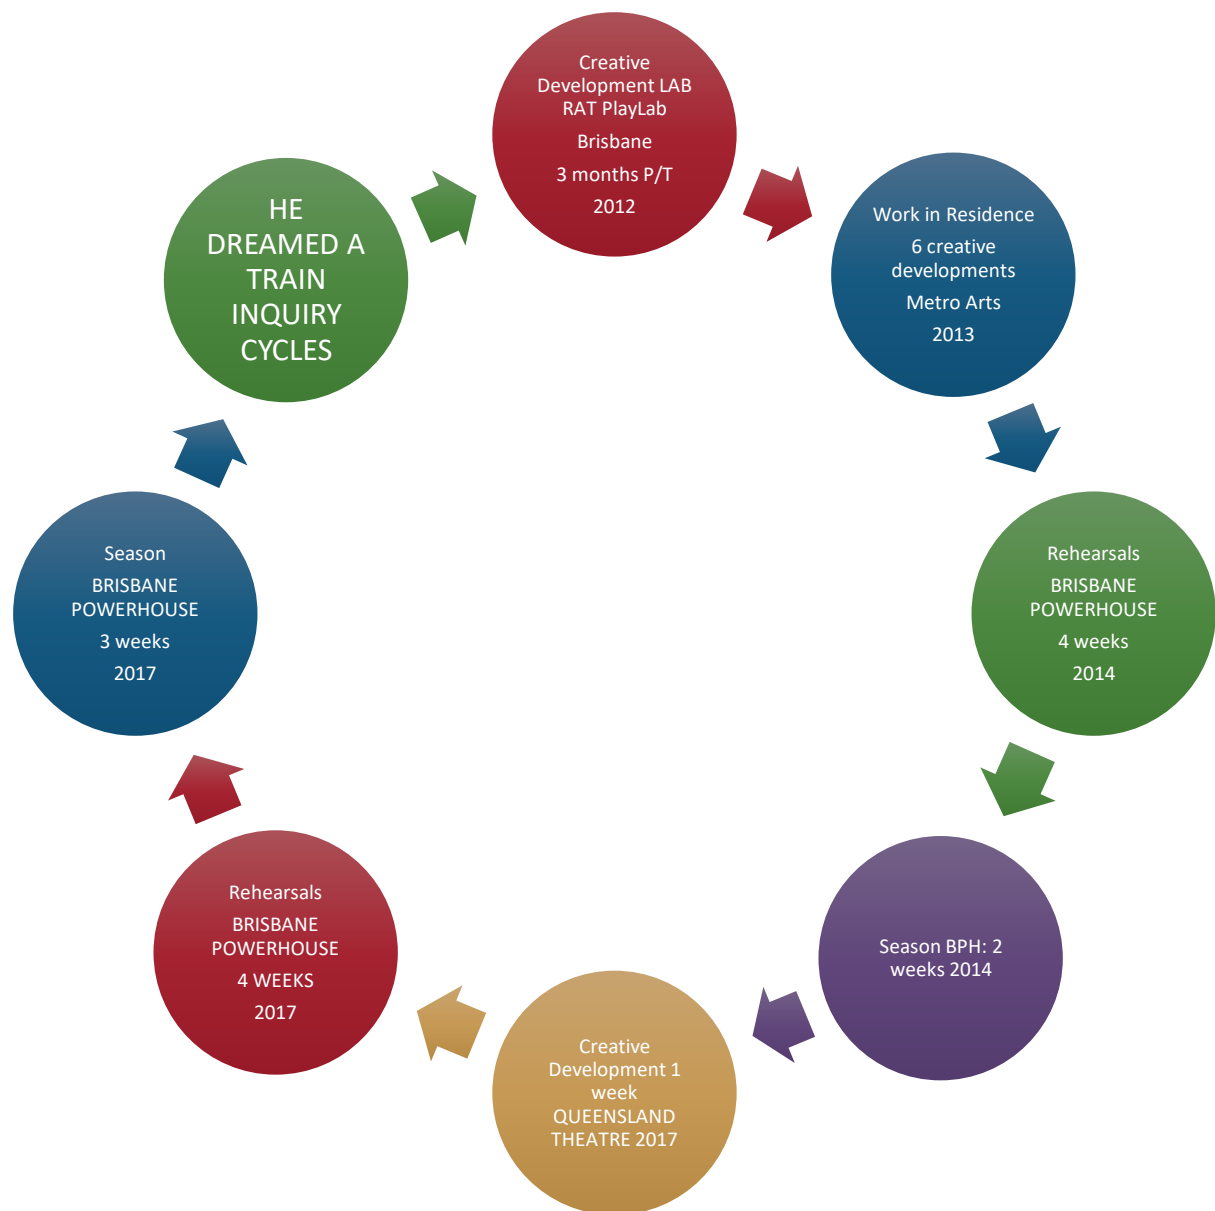 Creative
Development LAB
RAT PlayLab
Brisbane
3 months P/T
2012
Work in Residence
6 creative
developments
Metro Arts
2013
Rehearsals
BRISBANE
POWERHOUSE
4 weeks
2014
Season BPH: 2
weeks 2014
Creative
Development 1
week
QUEENSLAND
THEATRE 2017
Rehearsals
BRISBANE
POWERHOUSE
4 WEEKS
2017
Season
BRISBANE
POWERHOUSE
3 weeks
2017
HE
DREAMED A
TRAIN
INQUIRY
CYCLES